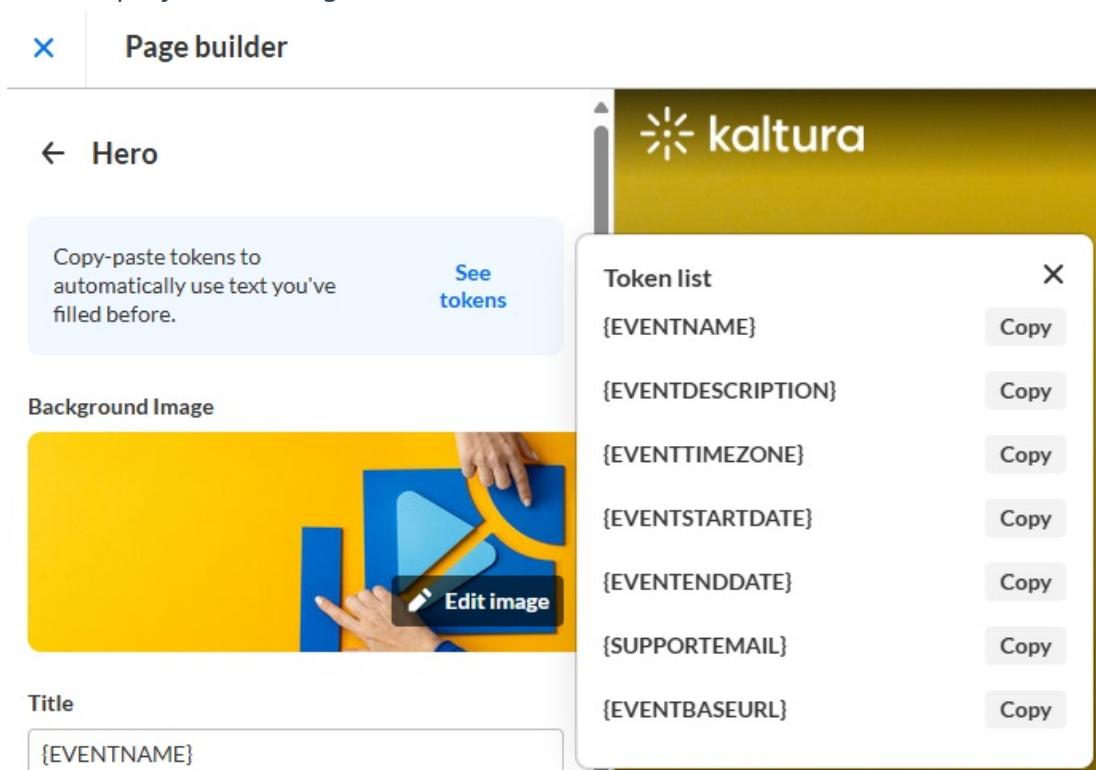 Page builder
Hero
Copy-paste tokens to
automatically use text you've
filled before.
See
tokens
Background Image
Edit image
Title
{EVENTNAME}
kaltura
Token list
{EVENTNAME} Copy
{EVENTDESCRIPTION} Copy
{EVENTTIMEZONE} Copy
{EVENTSTARTDATE} Copy
{EVENTENDDATE} Copy
{SUPPORTEMAIL} Copy
{EVENTBASEURL} Copy